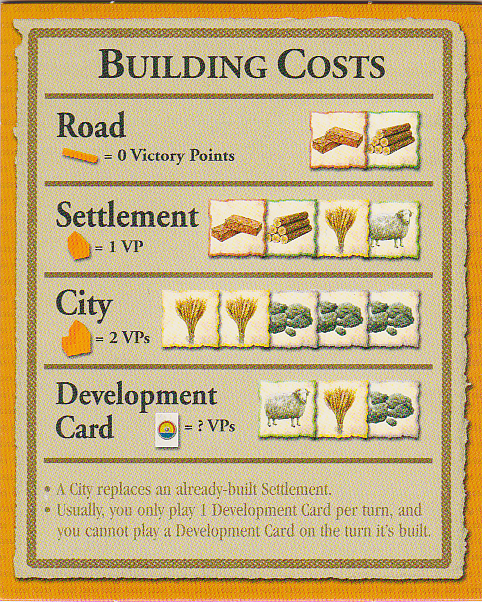 BUILDING COSTS
Road
= 0 Victory Points
Settlement
= 1 VP
City
= 2 VPs
Development
Card
= ? VPs
• A City replaces an already-built Settlement.
• Usually, you only play 1 Development Card per turn, and
you cannot play a Development Card on the turn it's built.